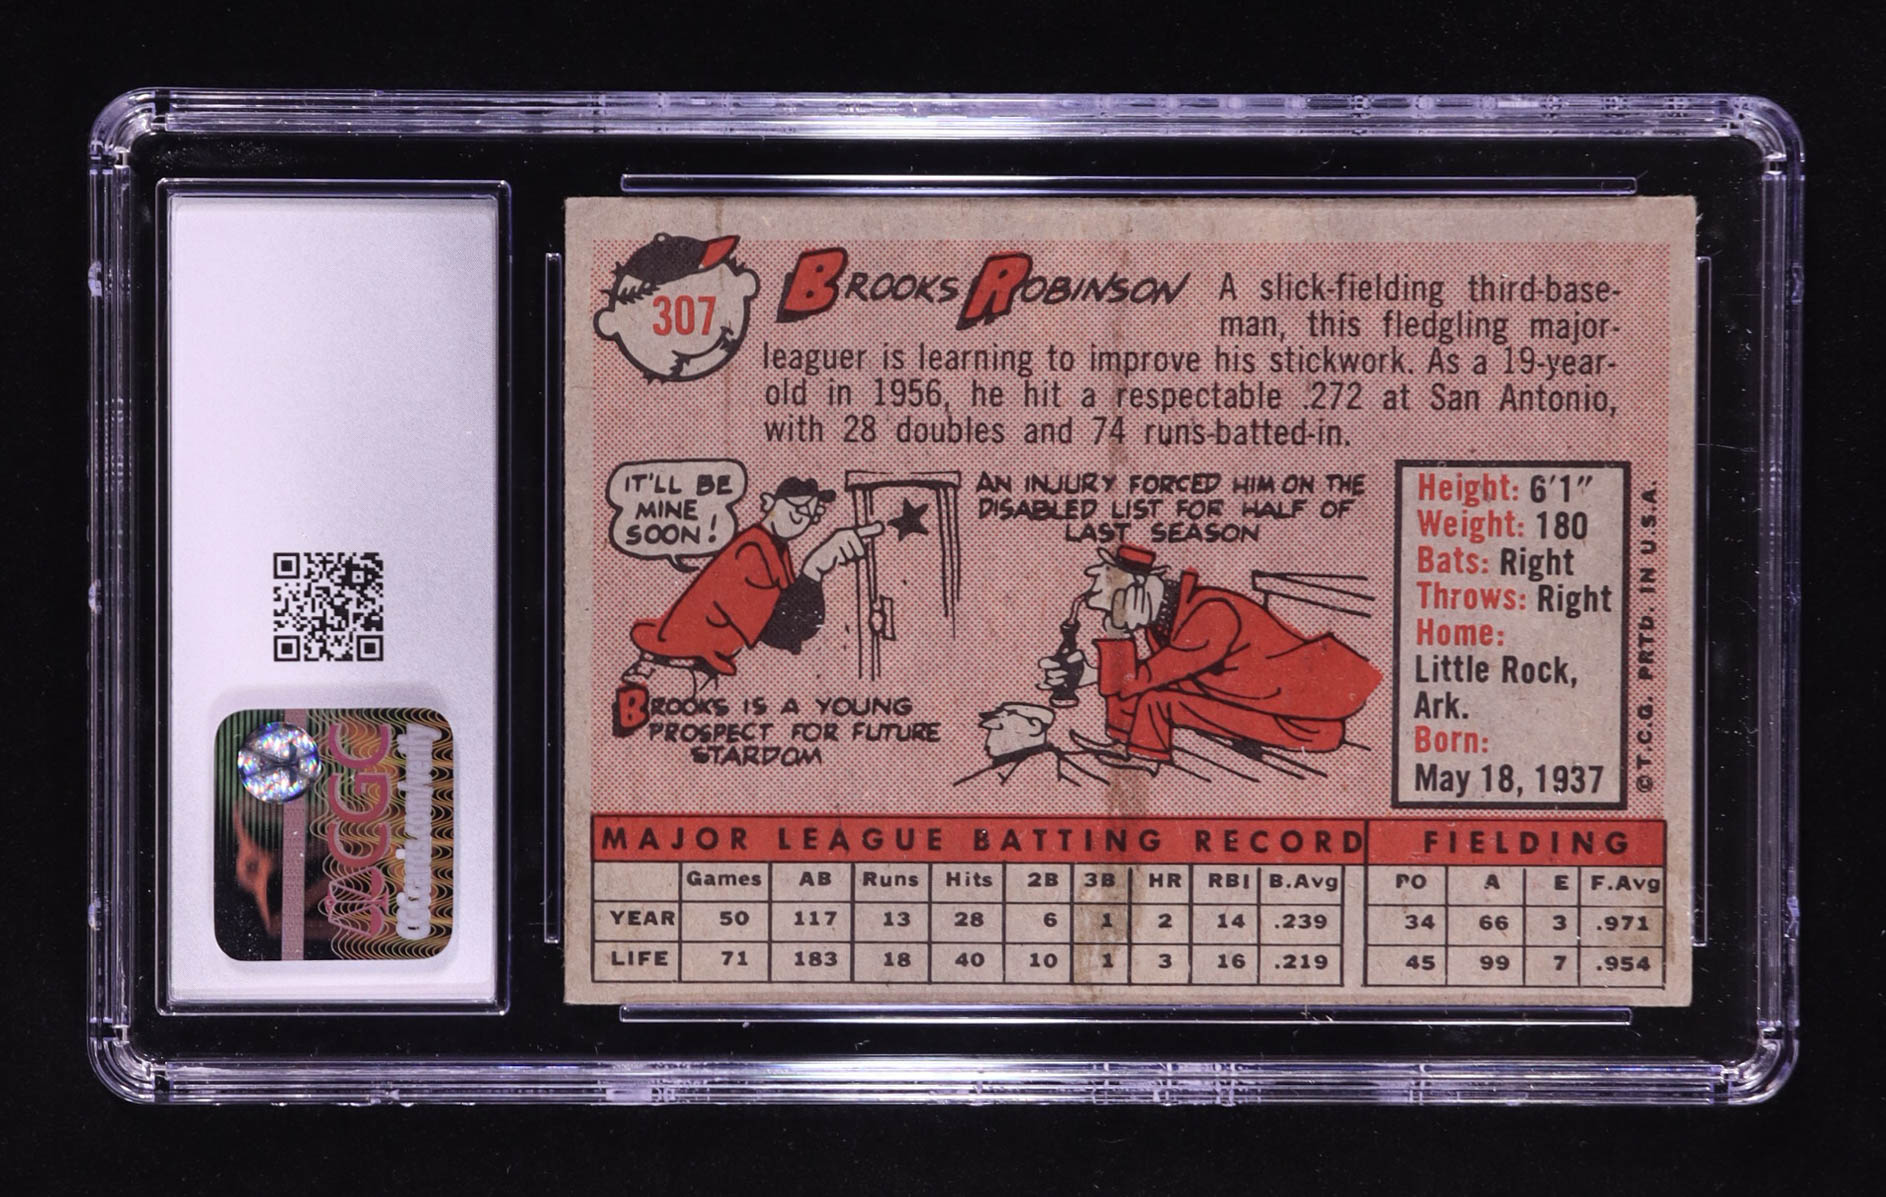 307
BROOKS ROBINSON
A slick-fielding third-base-
man, this fledgling major-
leaguer is learning to improve his stickwork. As a 19-year-
old in 1956, he hit a respectable .272 at San Antonio,
with 28 doubles and 74 runs-batted-in.
IT'LL BE
MINE
SOON!
BROOKS IS A YOUNG
PROSPECT FOR FUTURE
STARDOM
AN INJURY FORCED HIM ON THE
DISABLED LIST FOR HALF OF
LAST SEASON
Height: 6'1"
Weight: 180
Bats: Right
Throws: Right
Home:
Little Rock,
Ark.
Born:
May 18, 1937
© T.C.G. PRTD. IN U.S.A.
MAJOR LEAGUE BATTING RECORD FIELDING
Games AB Runs Hits 2B 3B HR RBI B.Avg PO A E F.Avg
YEAR 50 117 13 28 6 1 2 14 .239 34 66 3 .971
LIFE 71 183 18 40 10 1 3 16 .219 45 99 7 .954
CGC
cgccards.com/verify